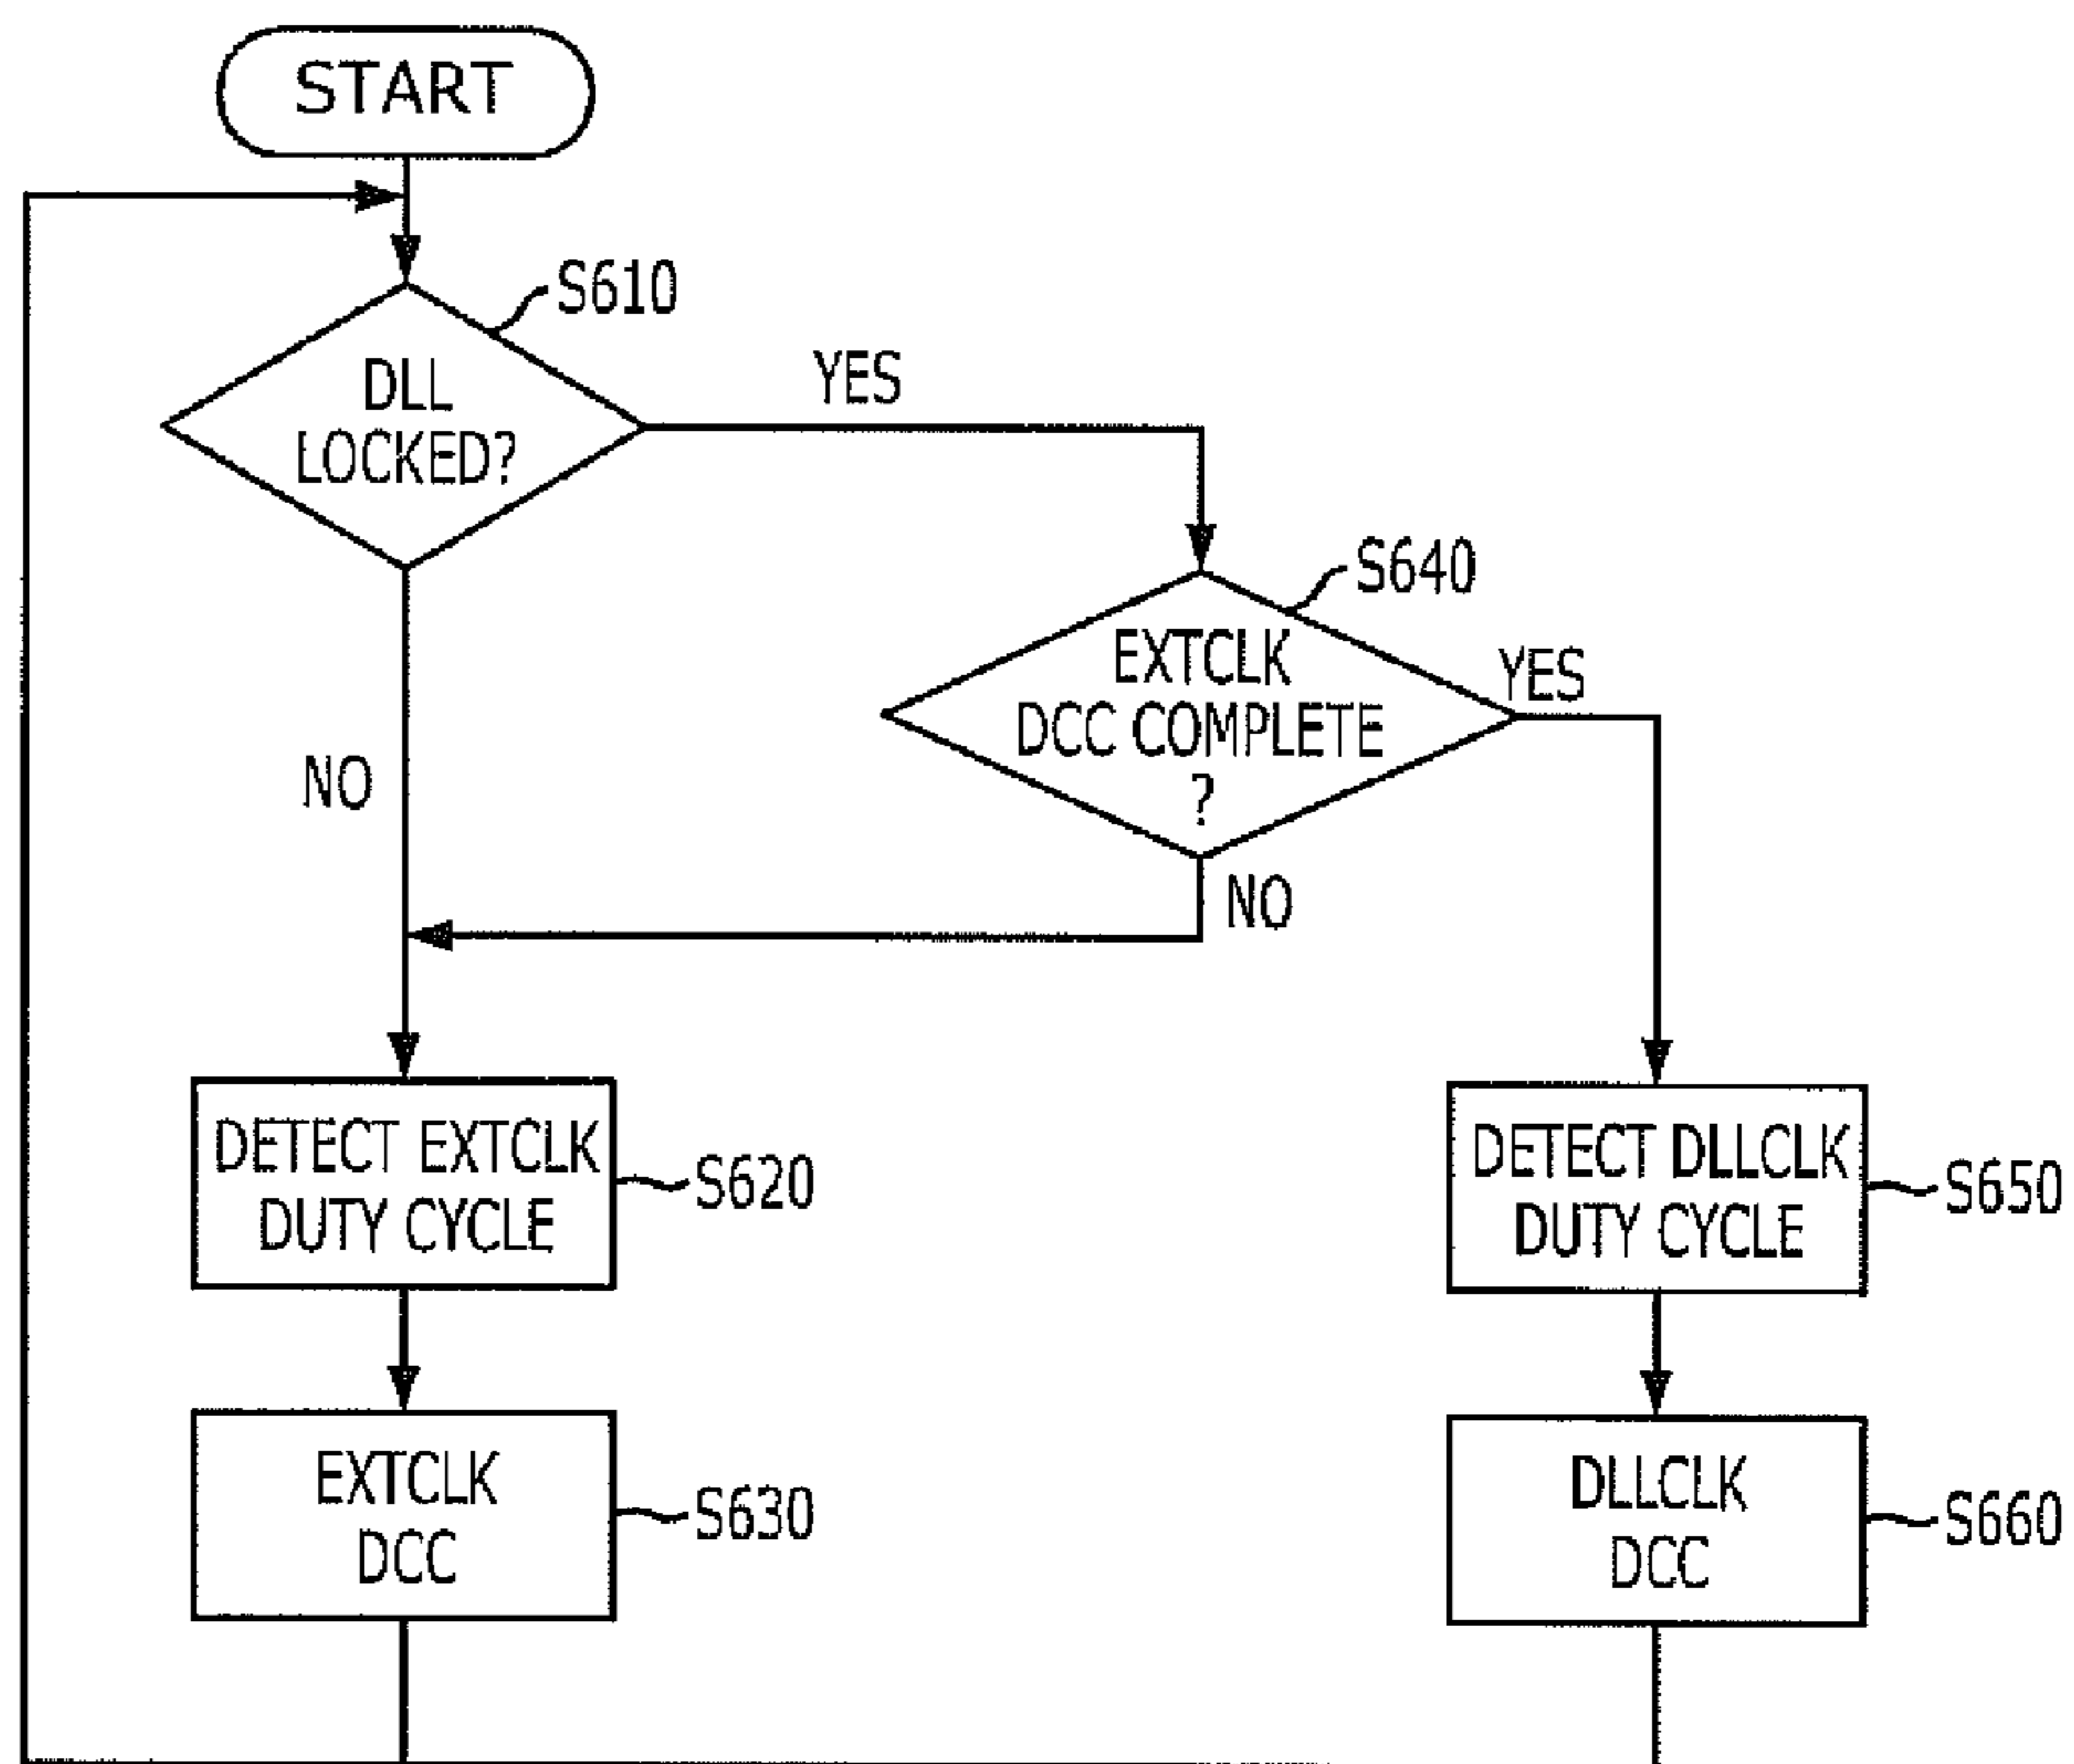 START
S610
DLL
LOCKED?
YES
S640
EXTCLK
DCC COMPLETE
?
YES
NO
NO
DETECT EXTCLK
DUTY CYCLE
S620
DETECT DLLCLK
DUTY CYCLE
S650
EXTCLK
DCC
S630
DLLCLK
DCC
S660